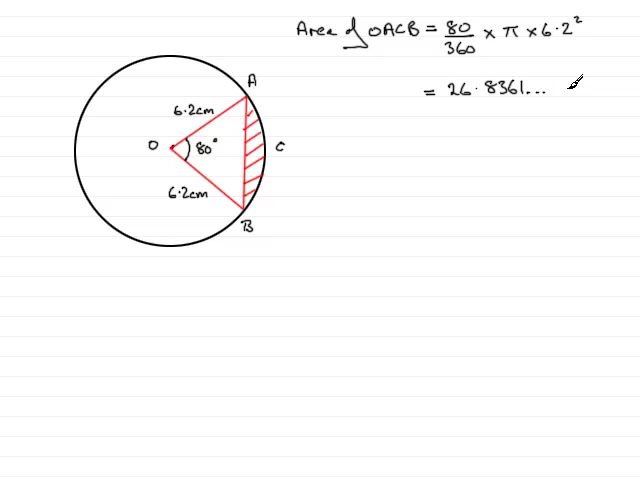 Area of OACB = 80/360 × π × 6·2²
= 26·8361...
A
6·2cm
O 80° C
6·2cm
B